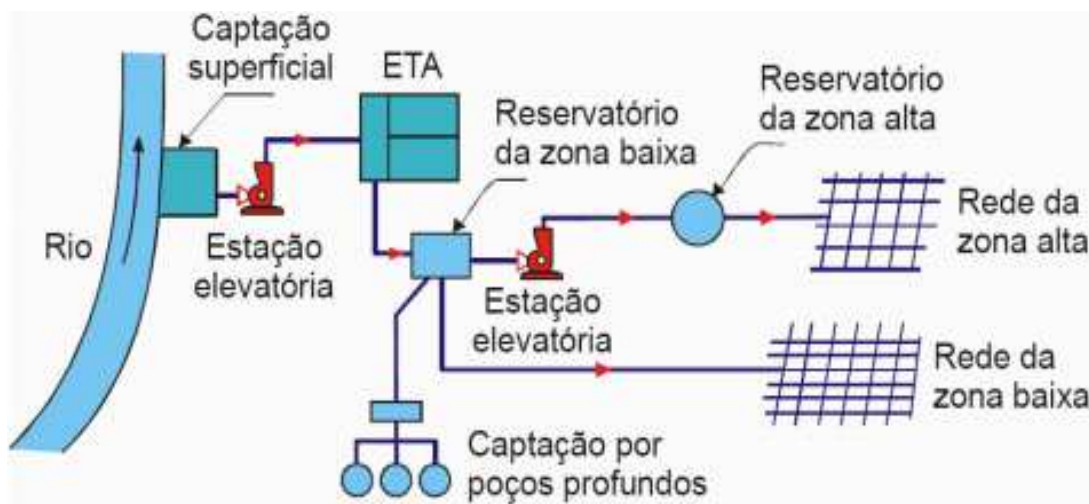 Captação
superficial
ETA
Reservatório
da zona baixa
Reservatório
da zona alta
Rio
Estação
elevatória
Rede da
zona alta
Estação
elevatória
Rede da
zona baixa
Captação por
poços profundos